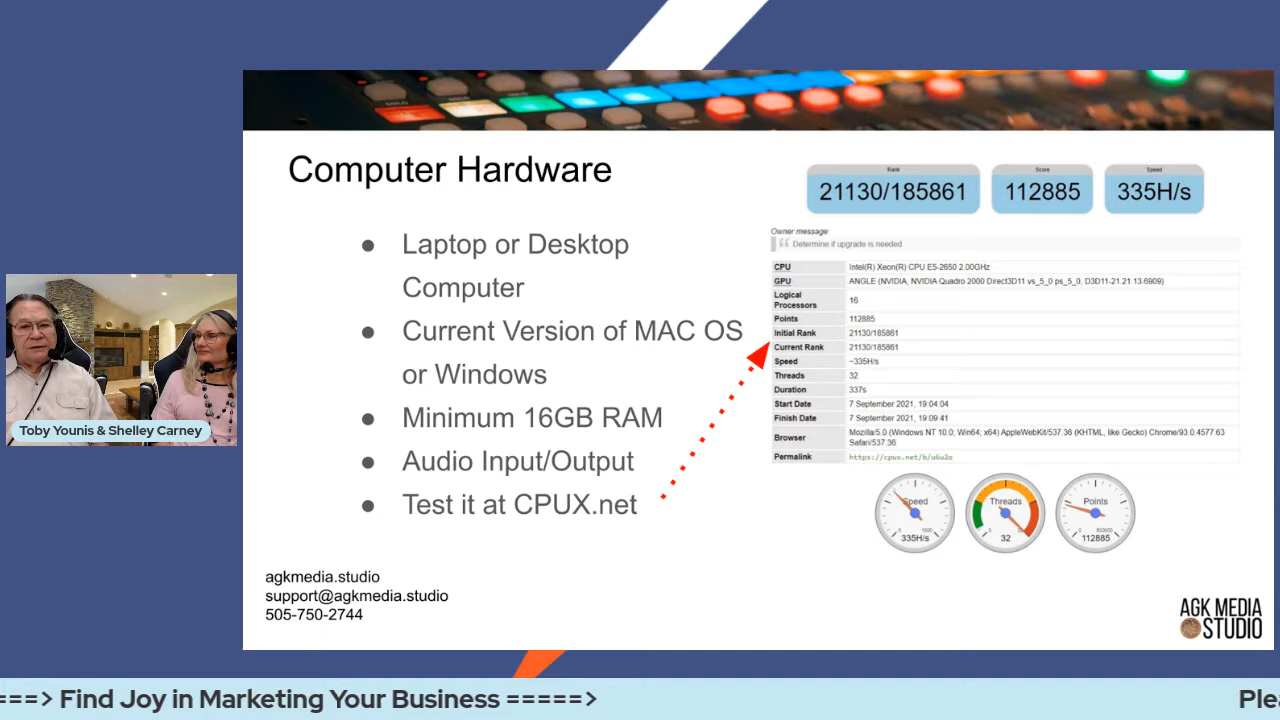 Computer Hardware
● Laptop or Desktop
Computer
● Current Version of MAC OS
or Windows
● Minimum 16GB RAM
● Audio Input/Output
● Test it at CPUX.net
agkmedia.studio
support@agkmedia.studio
505-750-2744
Rank
21130/185861
Score
112885
Speed
335H/s
Owner message:
Determine if upgrade is needed
CPU Intel(R) Xeon(R) CPU E5-2650 2.00GHz
GPU ANGLE (NVIDIA, NVIDIA Quadro 2000 Direct3D11 vs_5_0 ps_5_0, D3D11-21.21.13.6909)
Logical
Processors 16
Points 112885
Initial Rank 21130/185861
Current Rank 21130/185861
Speed ~335H/s
Threads 32
Duration 337s
Start Date 7 September 2021, 19:04:04
Finish Date 7 September 2021, 19:09:41
Browser Mozilla/5.0 (Windows NT 10.0; Win64; x64) AppleWebKit/537.36 (KHTML, like Gecko) Chrome/93.0.4577.63
Safari/537.36
Permalink https://cpux.net/b/u6u2o
Speed
0 1000
335H/s
Threads
32
Points
112885
AGK MEDIA
STUDIO
Toby Younis & Shelley Carney
===> Find Joy in Marketing Your Business =====>
Plea